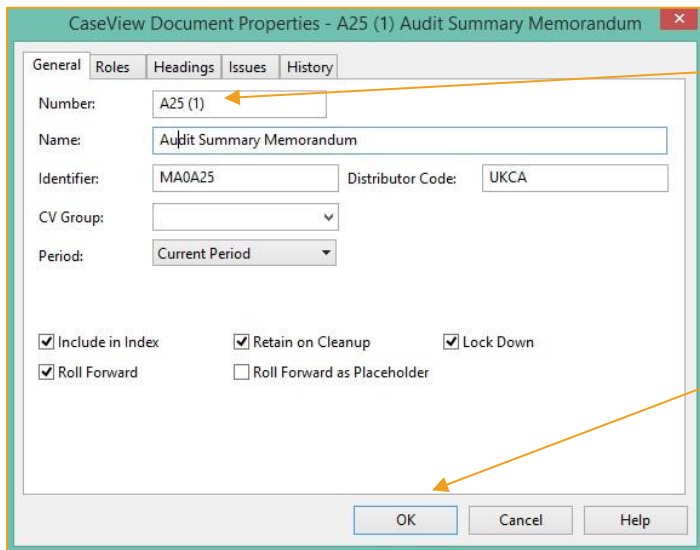 CaseView Document Properties - A25 (1) Audit Summary Memorandum
General Roles Headings Issues History
Number: A25 (1)
Name: Audit Summary Memorandum
Identifier: MA0A25 Distributor Code: UKCA
CV Group:
Period: Current Period
Include in Index Retain on Cleanup Lock Down
Roll Forward Roll Forward as Placeholder
OK Cancel Help